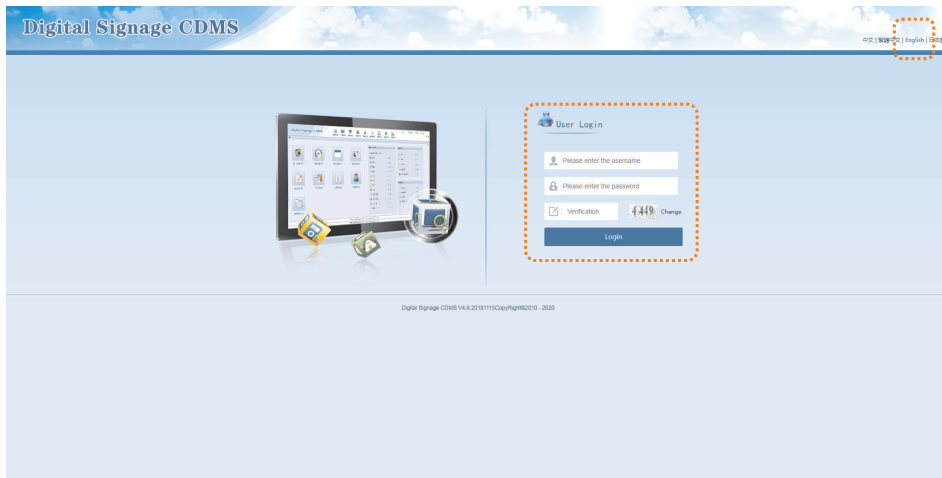 Digital Signage CDMS
中文 | 繁體中文 | English |
User Login
Please enter the username
Please enter the password
Verification
4449
Change
Login
Digital Signage CDMS V4.6.20181115CopyRight©2010 - 2020